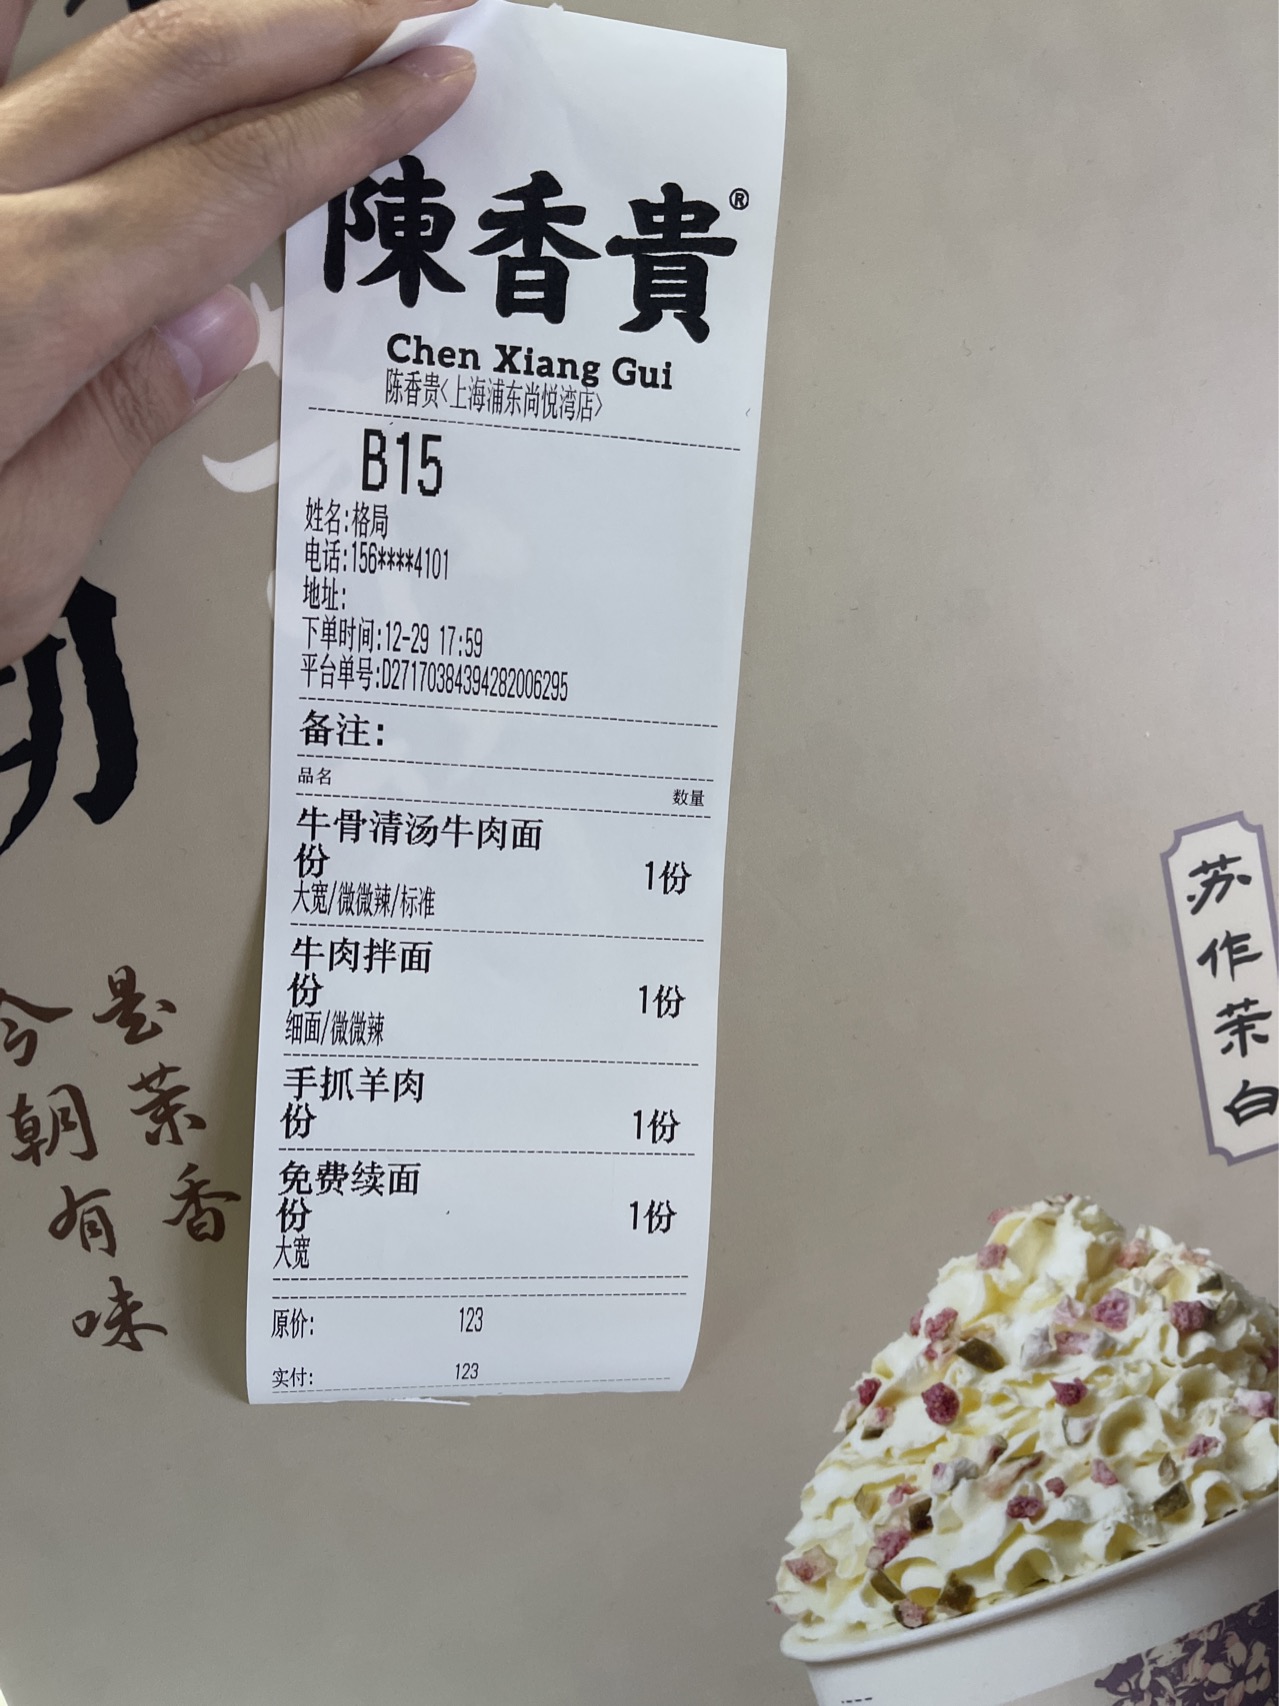 陳香貴®
Chen Xiang Gui
陈香贵<上海浦东尚悦湾店>
B15
姓名:格局
电话:156****4101
地址:
下单时间:12-29 17:59
平台单号:D27170384394282006295
备注:
品名 数量
牛骨清汤牛肉面
份 1份
大宽/微微辣/标准
牛肉拌面
份 1份
细面/微微辣
手抓羊肉
份 1份
免费续面
份 1份
大宽
原价: 123
实付: 123
是茉香
今朝有味
苏作茉白